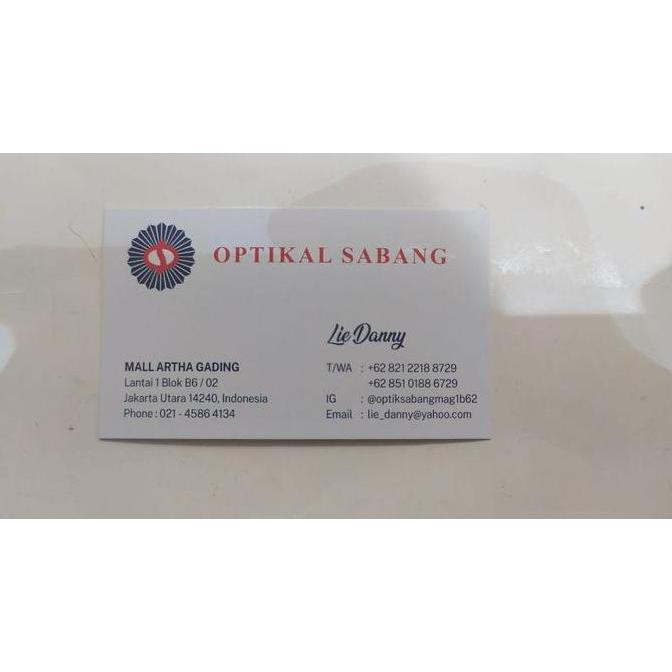 OPTIKAL SABANG
Lie Danny
MALL ARTHA GADING
Lantai 1 Blok B6 / 02
Jakarta Utara 14240, Indonesia
Phone : 021 - 4586 4134
T/WA : +62 821 2218 8729
+62 851 0188 6729
IG : @optiksabangmag1b62
Email : lie_danny@yahoo.com